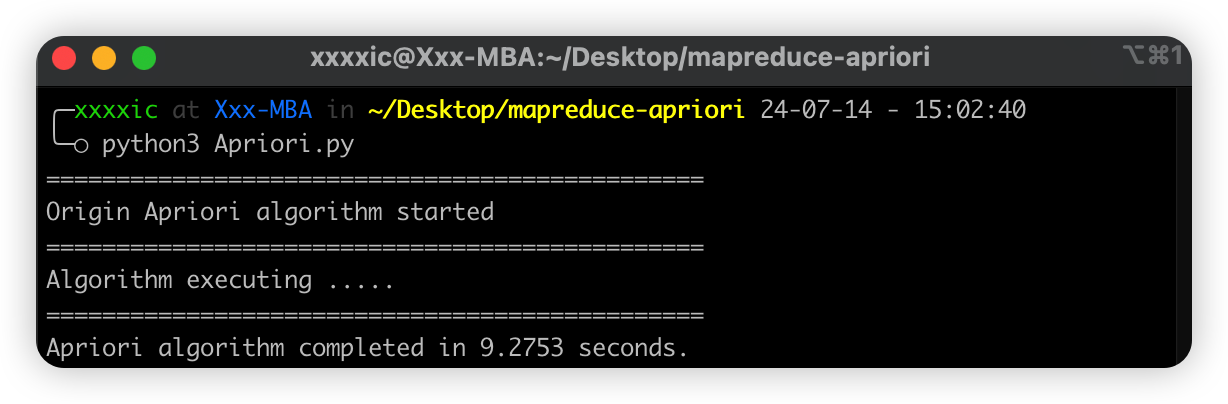 xxxxic@Xxx-MBA:~/Desktop/mapreduce-apriori ⌥⌘1
xxxxic at Xxx-MBA in ~/Desktop/mapreduce-apriori 24-07-14 - 15:02:40
python3 Apriori.py
===============================================
Origin Apriori algorithm started
===============================================
Algorithm executing .....
===============================================
Apriori algorithm completed in 9.2753 seconds.